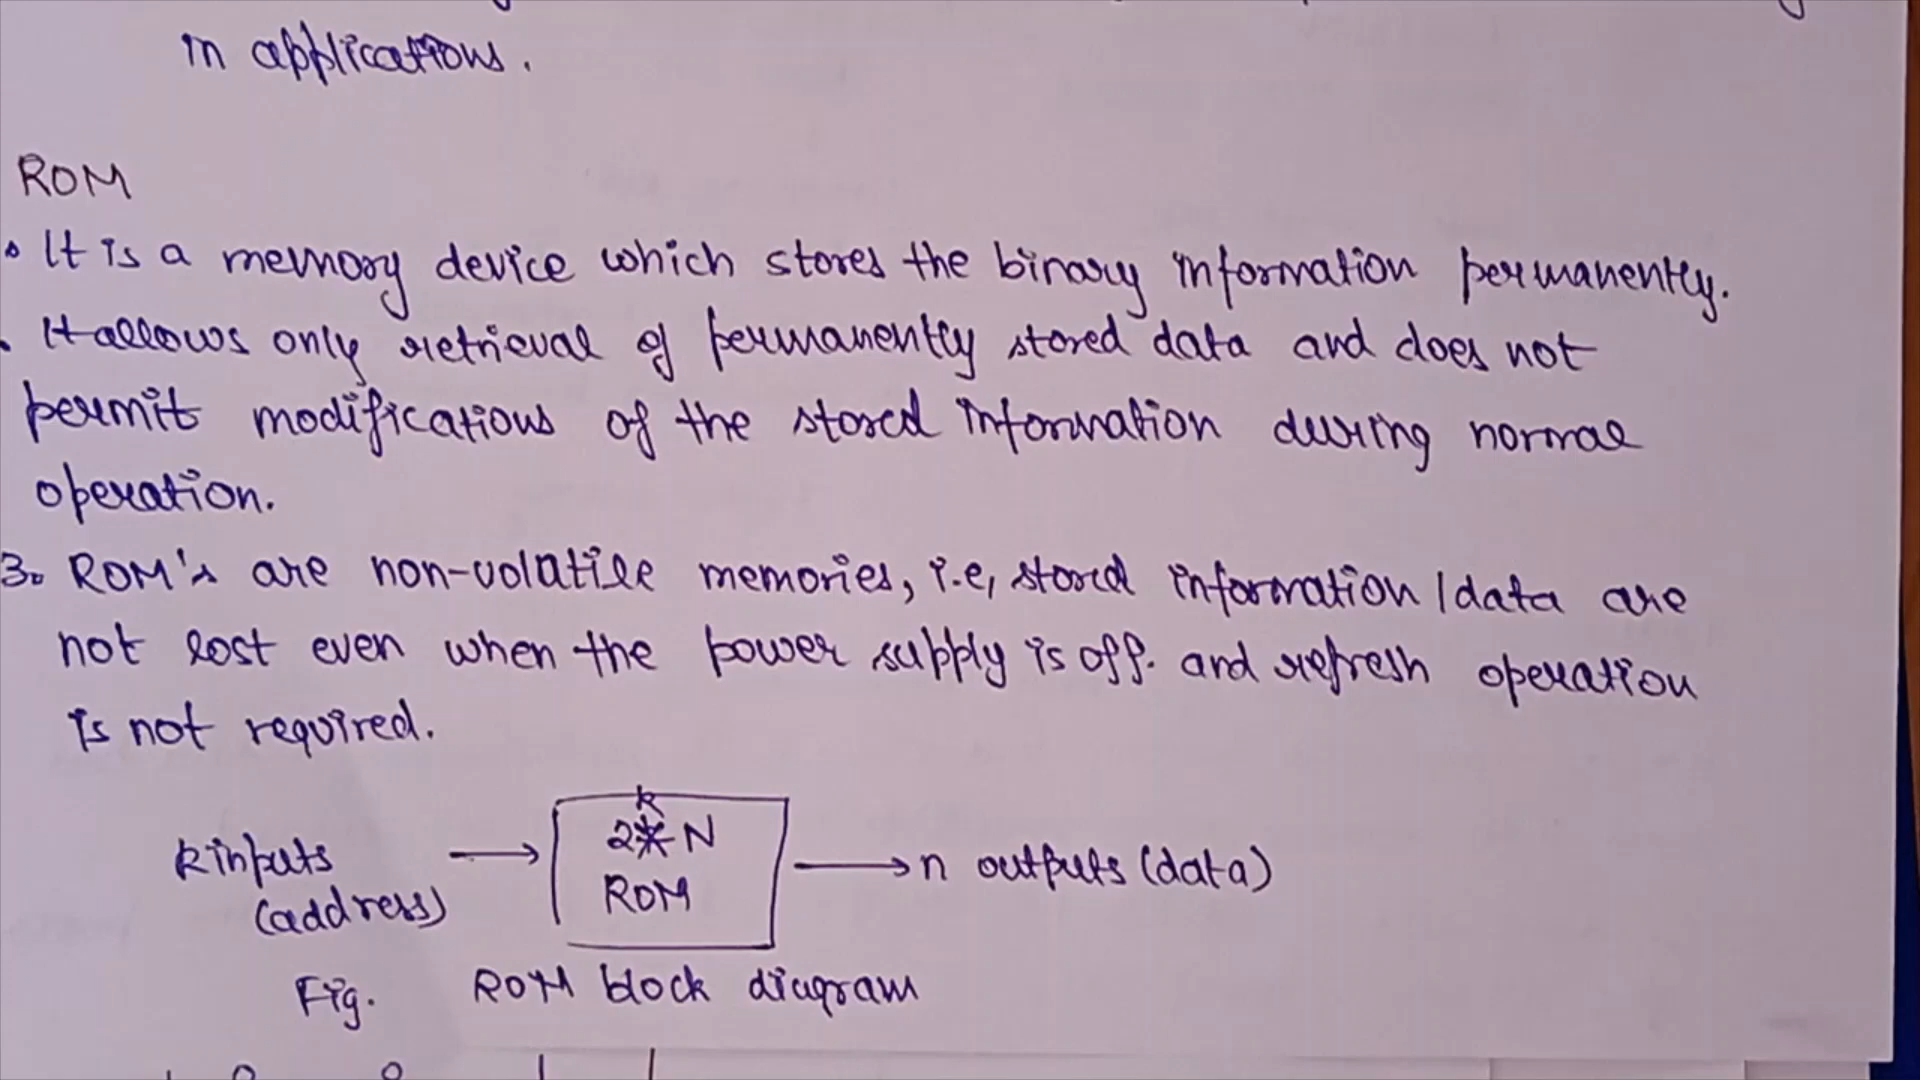 in applications.
ROM
• It is a memory device which stores the binary information permanently.
• It allows only retrieval of permanently stored data and does not
permit modifications of the stored information during normal
operation.
3. ROM's are non-volatile memories, i.e, stored information/data are
not lost even when the power supply is off. and refresh operation
is not required.
k inputs
(address)
k
2 * N
ROM
n outputs (data)
Fig. ROM block diagram